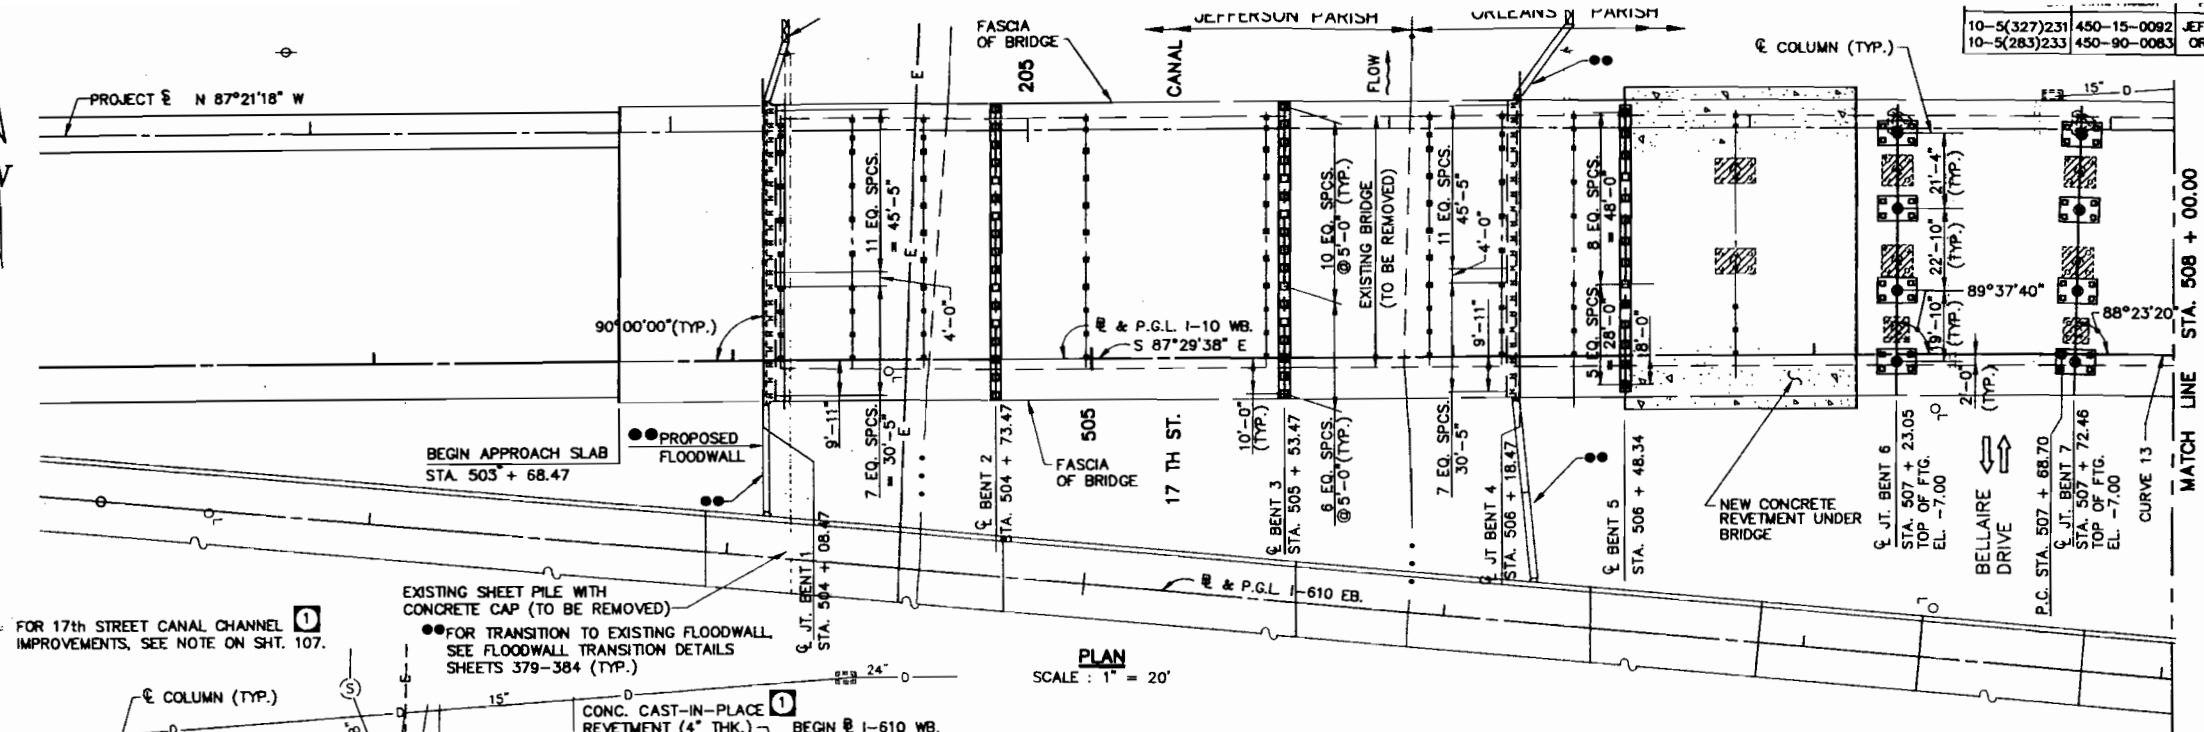 JEFFERSON PARISH
ORLEANS PARISH
10-5(327)231 450-15-0092 JEF
10-5(283)233 450-90-0083 OR
FASCIA
OF BRIDGE
205
CANAL
FLOW
℄ COLUMN (TYP.)
●●
15" D
PROJECT ℄ N 87°21'18" W
11 EQ. SPCS.
= 45'-5"
E
E
4'-0"
10 EQ. SPCS.
@5'-0" (TYP.)
EXISTING BRIDGE
(TO BE REMOVED)
11 EQ. SPCS.
45'-5"
4'-0"
8 EQ. SPCS.
= 48'-0"
21'-4"
(TYP.)
22'-10"
(TYP.)
19'-10"
(TYP.)
89°37'40"
88°23'20"
MATCH LINE STA. 508 + 00.00
90°00'00"(TYP.)
& P.G.L. I-10 WB.
S 87°29'38" E
9'-11"
5 EQ. SPCS.
= 28'-0"
18'-0"
2'-0"
(TYP.)
9'-11"
7 EQ. SPCS.
= 30'-5"
E
505
17 TH ST.
10'-0"
(TYP.)
6 EQ. SPCS.
@5'-0"(TYP.)
7 EQ. SPCS.
30'-5"
BEGIN APPROACH SLAB
STA. 503 + 68.47
●●PROPOSED
FLOODWALL
●●
FASCIA
OF BRIDGE
●●
℄ BENT 2
STA. 504 + 73.47
℄ BENT 3
STA. 505 + 53.47
℄ JT BENT 4
STA. 506 + 18.47
℄ BENT 5
STA. 506 + 48.34
NEW CONCRETE
REVETMENT UNDER
BRIDGE
℄ JT. BENT 6
STA. 507 + 23.05
TOP OF FTG.
EL. -7.00
BELLAIRE
DRIVE
P.C. STA. 507 + 68.70
℄ JT. BENT 7
STA. 507 + 72.46
TOP OF FTG.
EL. -7.00
CURVE 13
℄ JT. BENT 1
STA. 504 + 08.47
EXISTING SHEET PILE WITH
CONCRETE CAP (TO BE REMOVED)
& P.G.L. I-610 EB.
FOR 17th STREET CANAL CHANNEL 1
IMPROVEMENTS, SEE NOTE ON SHT. 107.
●●FOR TRANSITION TO EXISTING FLOODWALL,
SEE FLOODWALL TRANSITION DETAILS
SHEETS 379-384 (TYP.)
PLAN
SCALE : 1" = 20'
℄ COLUMN (TYP.)
S
E
D
D
15"
D
24"
D
CONC. CAST-IN-PLACE 1
REVETMENT (4" THK.)
BEGIN I-610 WB.